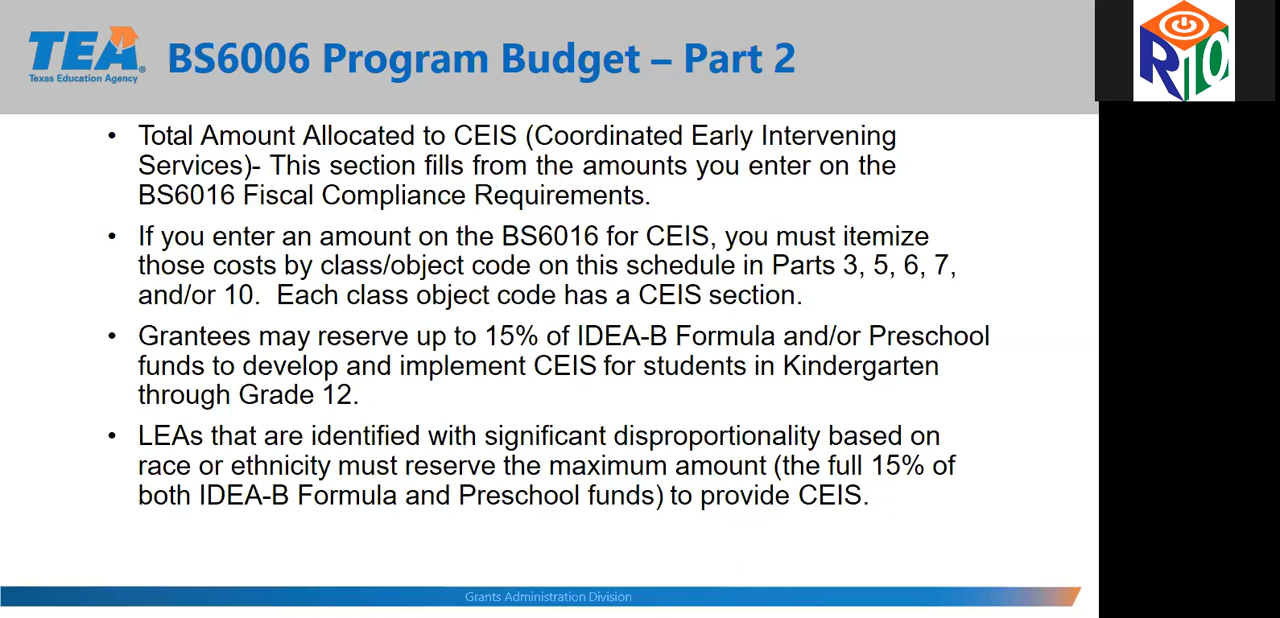 TEA
Texas Education Agency
BS6006 Program Budget – Part 2
R10
• Total Amount Allocated to CEIS (Coordinated Early Intervening
Services)- This section fills from the amounts you enter on the
BS6016 Fiscal Compliance Requirements.
• If you enter an amount on the BS6016 for CEIS, you must itemize
those costs by class/object code on this schedule in Parts 3, 5, 6, 7,
and/or 10.  Each class object code has a CEIS section.
• Grantees may reserve up to 15% of IDEA-B Formula and/or Preschool
funds to develop and implement CEIS for students in Kindergarten
through Grade 12.
• LEAs that are identified with significant disproportionality based on
race or ethnicity must reserve the maximum amount (the full 15% of
both IDEA-B Formula and Preschool funds) to provide CEIS.
Grants Administration Division